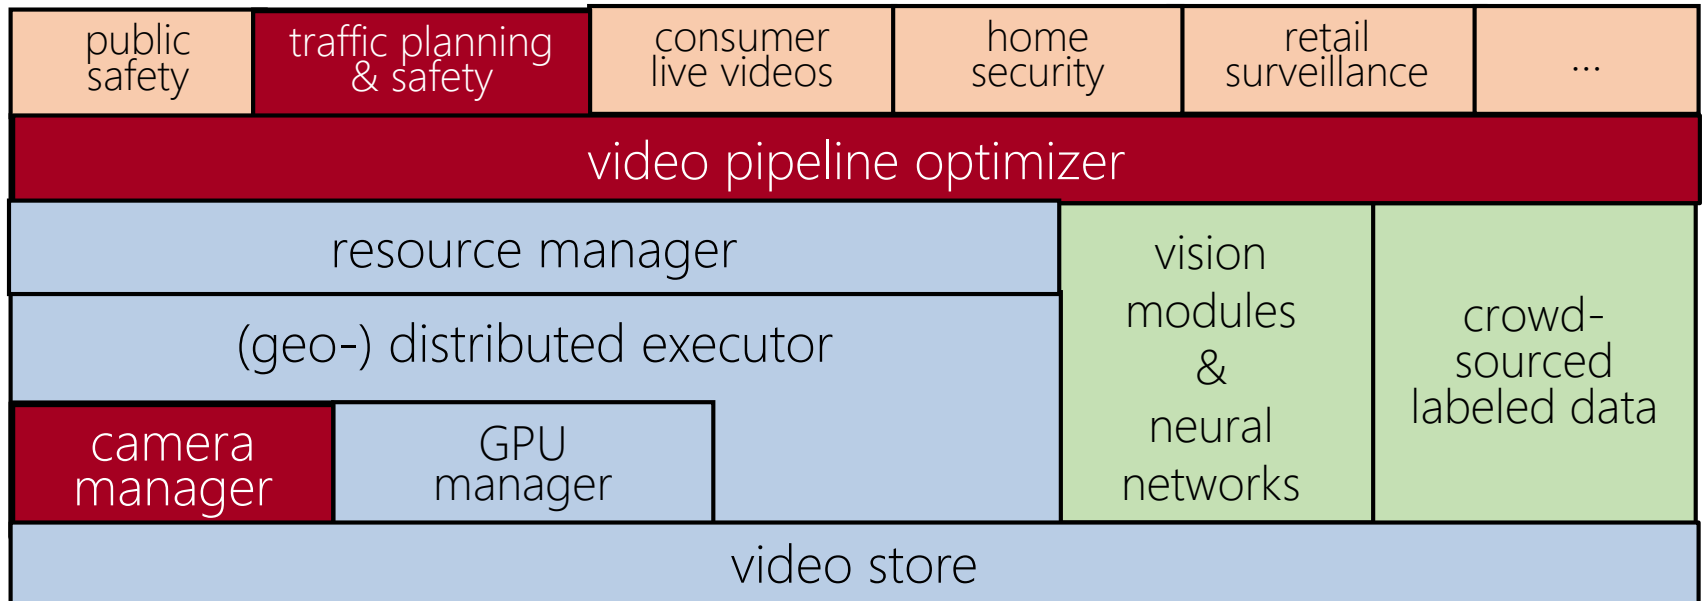 public
safety
traffic planning
& safety
consumer
live videos
home
security
retail
surveillance
...
video pipeline optimizer
resource manager
(geo-) distributed executor
camera
manager
GPU
manager
vision
modules
&
neural
networks
crowd-
sourced
labeled data
video store